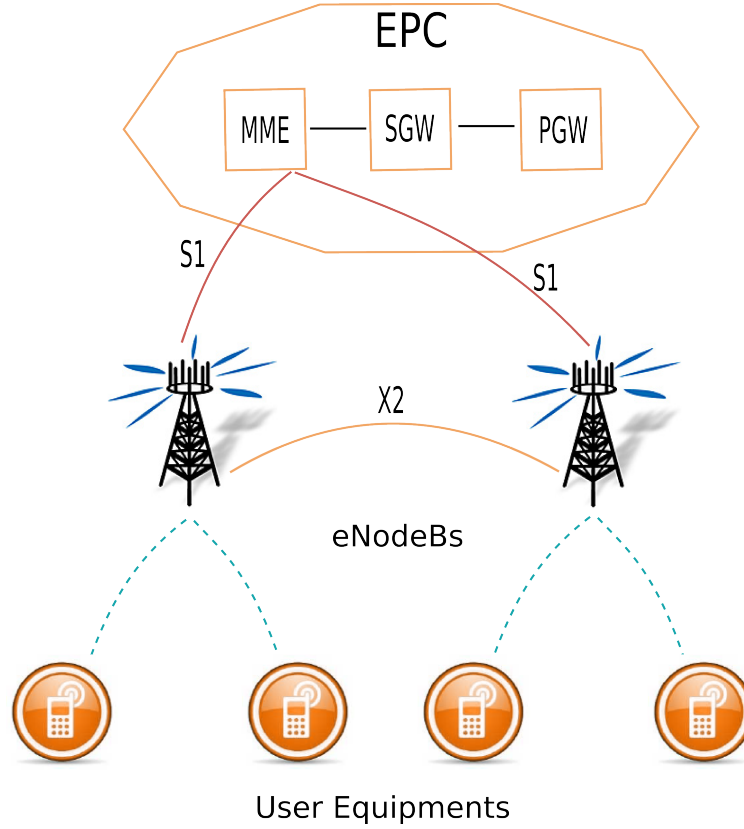 EPC
MME
SGW
PGW
S1
S1
X2
eNodeBs
User Equipments